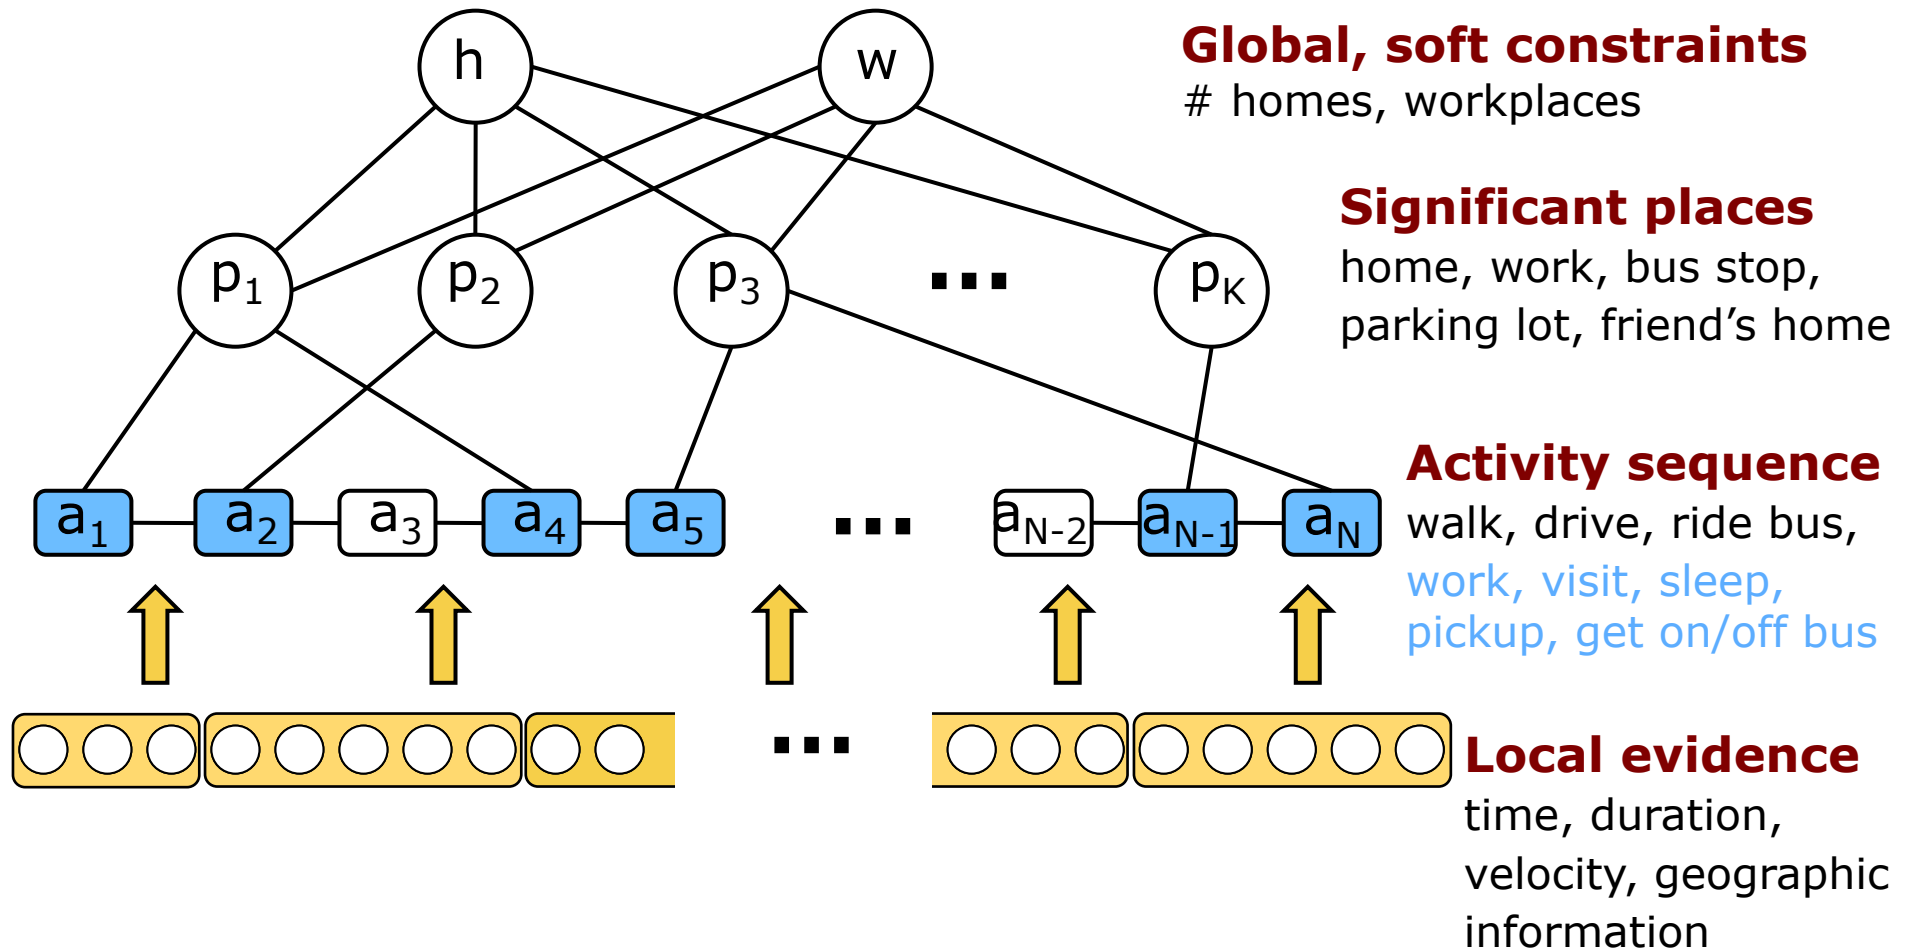 h
w
Global, soft constraints
# homes, workplaces
p1
p2
p3
...
pK
Significant places
home, work, bus stop,
parking lot, friend’s home
a1
a2
a3
a4
a5
...
aN-2
aN-1
aN
Activity sequence
walk, drive, ride bus,
work, visit, sleep,
pickup, get on/off bus
...
Local evidence
time, duration,
velocity, geographic
information